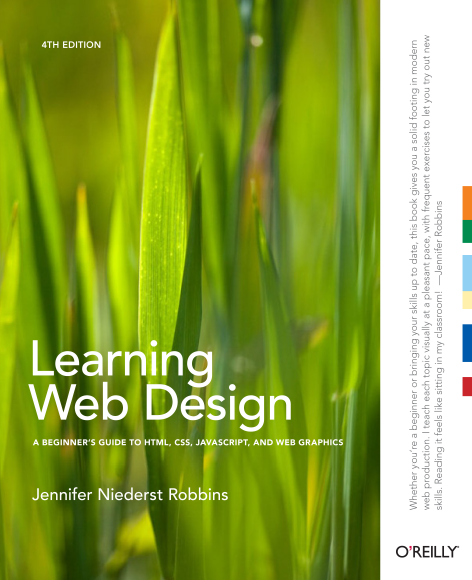 4TH EDITION
Learning
Web Design
A BEGINNER'S GUIDE TO HTML, CSS, JAVASCRIPT, AND WEB GRAPHICS
Jennifer Niederst Robbins
Whether you're a beginner or bringing your skills up to date, this book gives you a solid footing in modern
web production. I teach each topic visually at a pleasant pace, with frequent exercises to let you try out new
skills. Reading it feels like sitting in my classroom! —Jennifer Robbins
O'REILLY